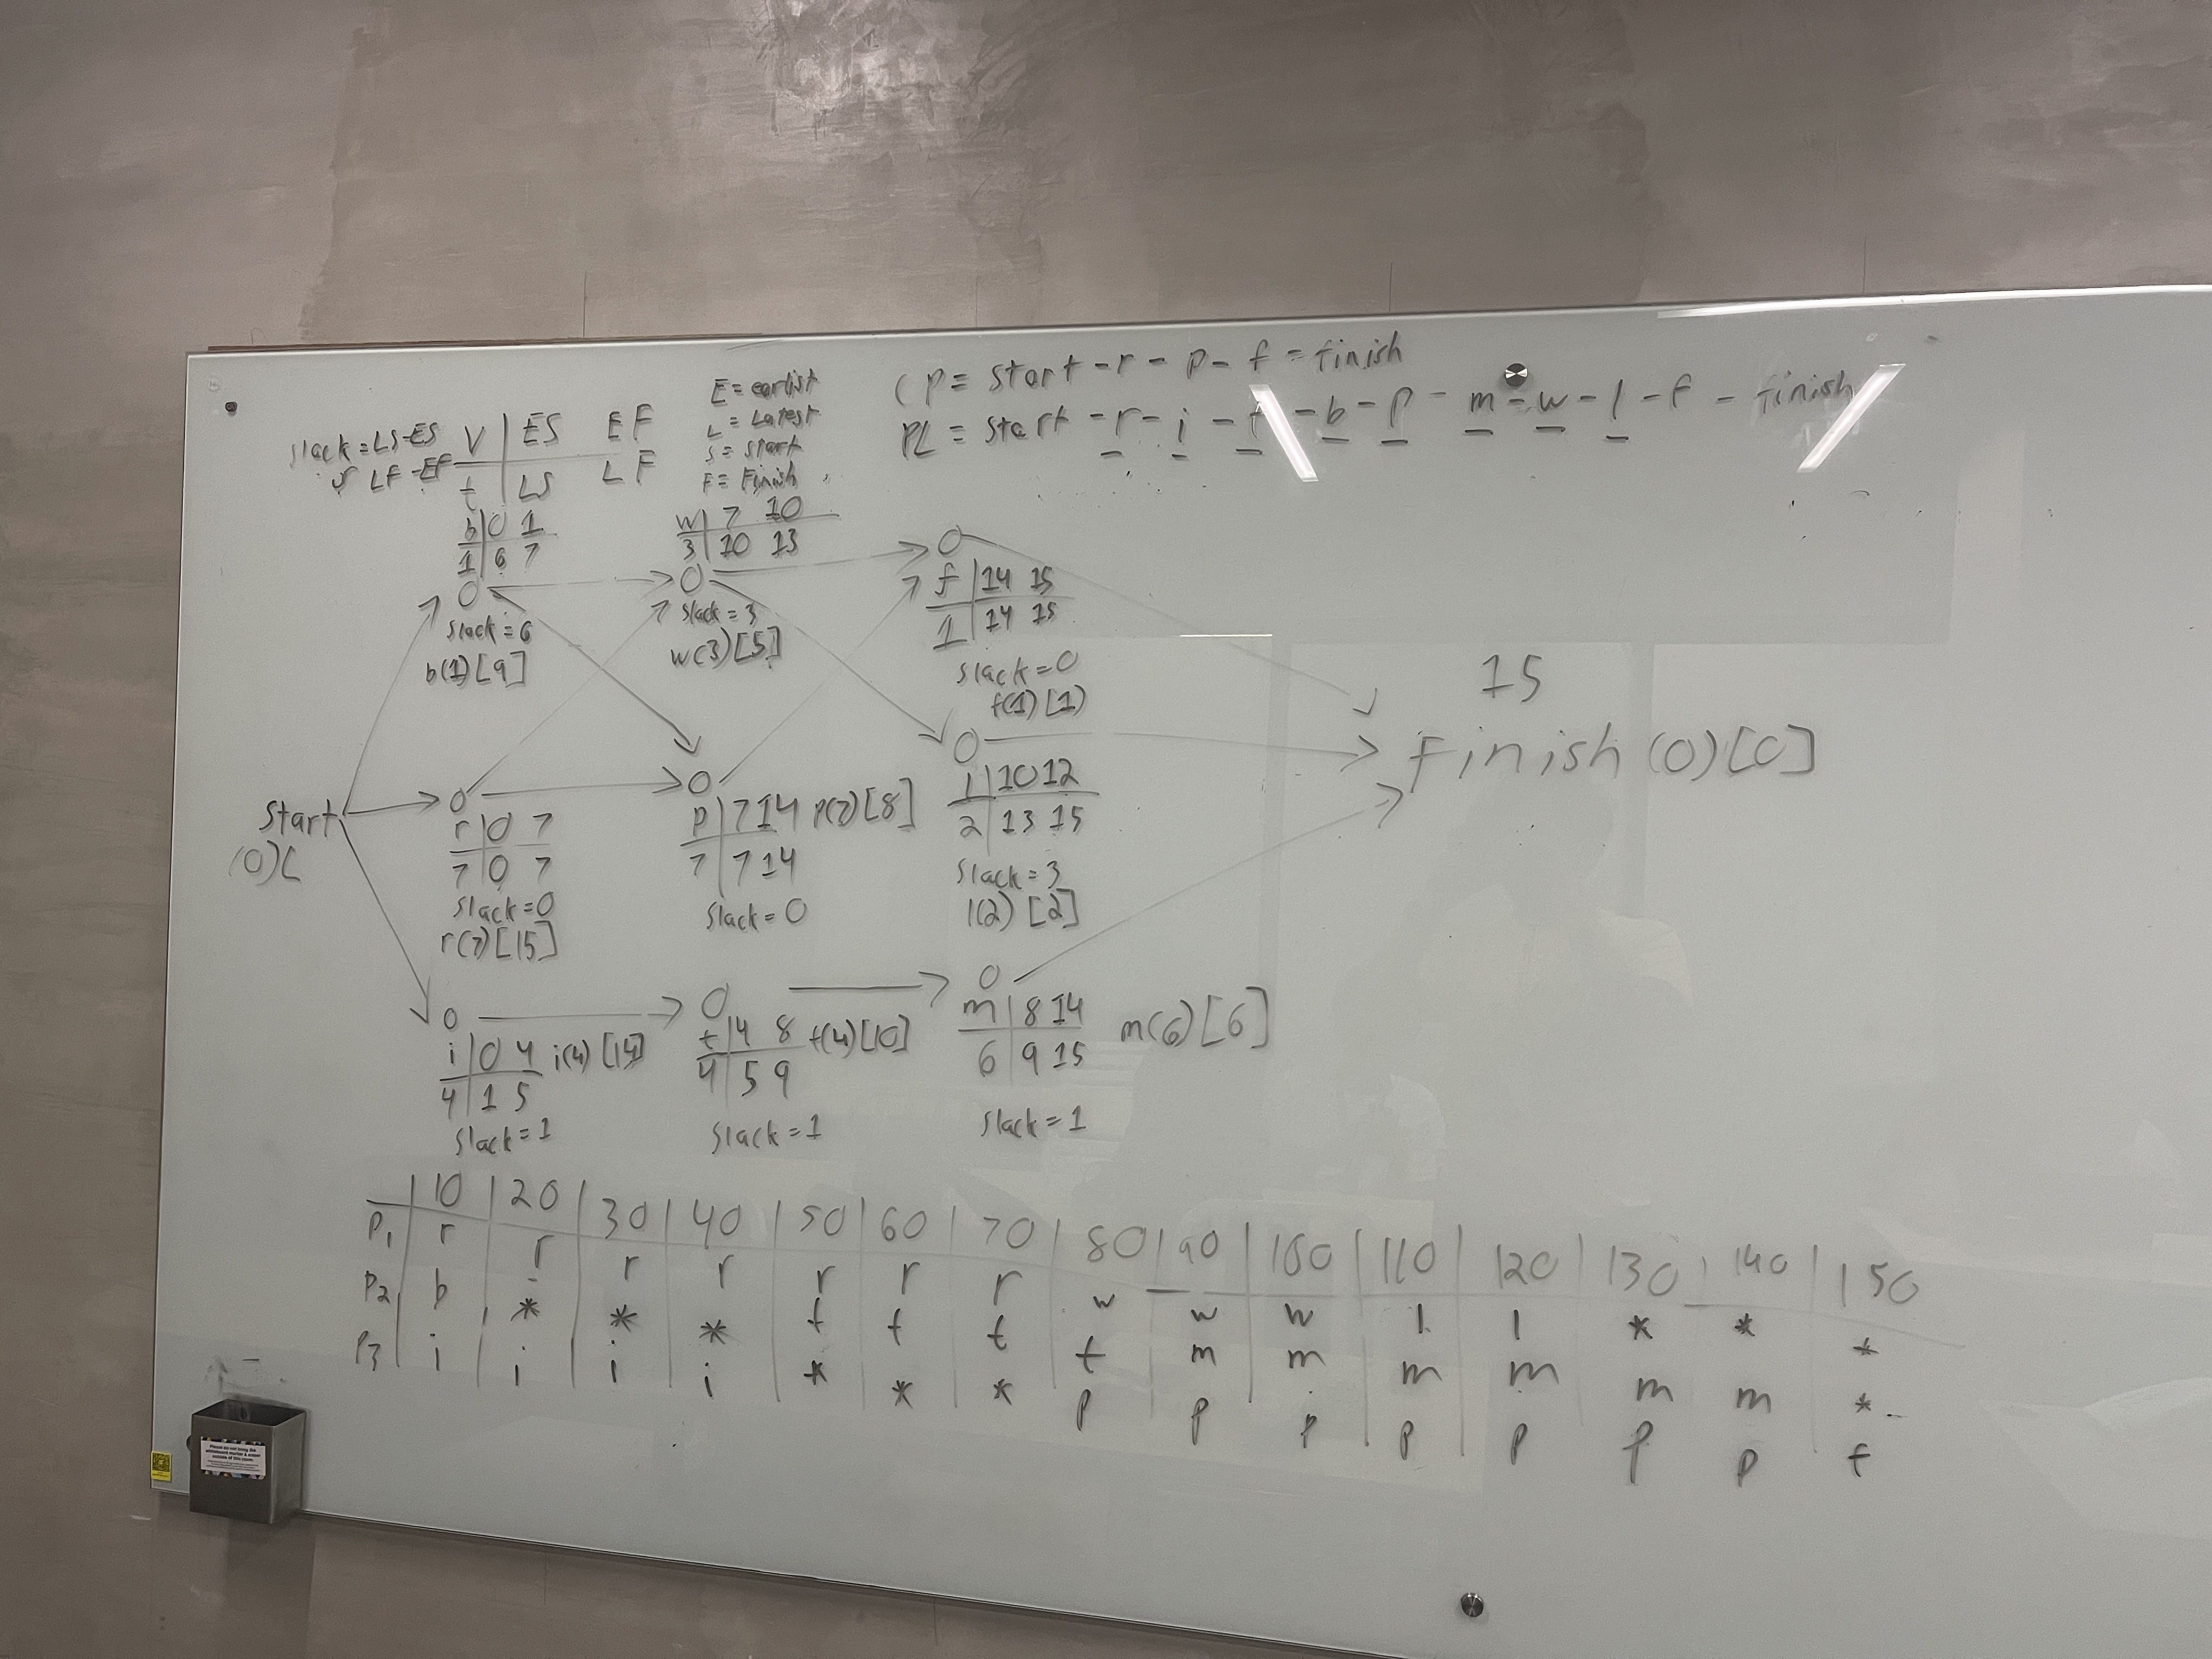 CP = start - r - p - f = finish
PL = start - r - i - t - b - p - m - w - l - f - finish
E = earlist
L = Latest
S = start
F = Finish
slack = LS-ES
or LF-EF
V | ES EF
t | LS LF
b | 0 1
1 | 6 7
slack = 6
b(1)[9]
w | 7 10
3 | 10 13
slack = 3
w(3)[5]
f | 14 15
1 | 14 15
slack = 0
f(1)[1]
15
finish (0)[0]
start
(0)[
r | 0 7
7 | 0 7
slack = 0
r(7)[15]
p | 7 14 p(7)[8]
7 | 7 14
slack = 0
l | 10 12
2 | 13 15
slack = 3
l(2) [2]
i | 0 4 i(4) [14]
4 | 1 5
slack = 1
t | 4 8 t(4)[10]
4 | 5 9
slack = 1
m | 8 14 m(6)[6]
6 | 9 15
slack = 1
10 | 20 | 30 | 40 | 50 | 60 | 70 | 80 | 90 | 100 | 110 | 120 | 130 | 140 | 150
P1 | r r r r r r r w w w l l * * *
P2 | b * * * t t t t m m m m m m *
P3 | i i i i * * * p p p p p p p f